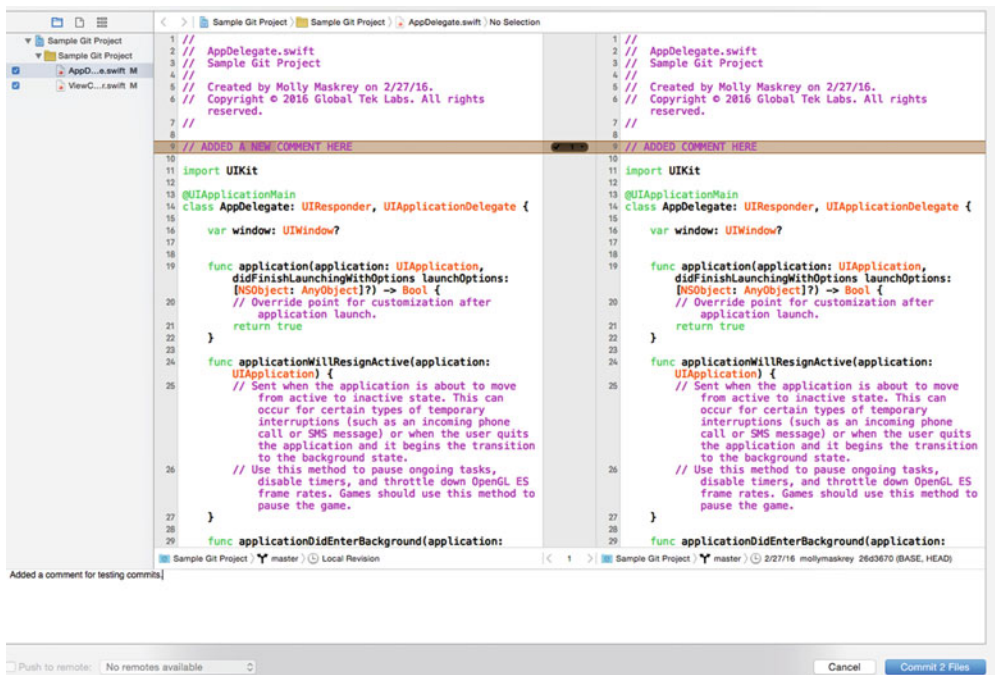 Sample Git Project
Sample Git Project
AppD...e.swift M
ViewC...r.swift M
Sample Git Project Sample Git Project AppDelegate.swift No Selection
1 //
2 // AppDelegate.swift
3 // Sample Git Project
4 //
5 // Created by Molly Maskrey on 2/27/16.
6 // Copyright © 2016 Global Tek Labs. All rights
reserved.
7 //
8
9 // ADDED A NEW COMMENT HERE
10
11 import UIKit
12
13 @UIApplicationMain
14 class AppDelegate: UIResponder, UIApplicationDelegate {
15
16 var window: UIWindow?
17
18
19 func application(application: UIApplication,
didFinishLaunchingWithOptions launchOptions:
[NSObject: AnyObject]?) -> Bool {
20 // Override point for customization after
application launch.
21 return true
22 }
23
24 func applicationWillResignActive(application:
UIApplication) {
25 // Sent when the application is about to move
from active to inactive state. This can
occur for certain types of temporary
interruptions (such as an incoming phone
call or SMS message) or when the user quits
the application and it begins the transition
to the background state.
26 // Use this method to pause ongoing tasks,
disable timers, and throttle down OpenGL ES
frame rates. Games should use this method to
pause the game.
27 }
28
29 func applicationDidEnterBackground(application:
Sample Git Project master Local Revision
1
1 //
2 // AppDelegate.swift
3 // Sample Git Project
4 //
5 // Created by Molly Maskrey on 2/27/16.
6 // Copyright © 2016 Global Tek Labs. All rights
reserved.
7 //
8
9 // ADDED COMMENT HERE
10
11 import UIKit
12
13 @UIApplicationMain
14 class AppDelegate: UIResponder, UIApplicationDelegate {
15
16 var window: UIWindow?
17
18
19 func application(application: UIApplication,
didFinishLaunchingWithOptions launchOptions:
[NSObject: AnyObject]?) -> Bool {
20 // Override point for customization after
application launch.
21 return true
22 }
23
24 func applicationWillResignActive(application:
UIApplication) {
25 // Sent when the application is about to move
from active to inactive state. This can
occur for certain types of temporary
interruptions (such as an incoming phone
call or SMS message) or when the user quits
the application and it begins the transition
to the background state.
26 // Use this method to pause ongoing tasks,
disable timers, and throttle down OpenGL ES
frame rates. Games should use this method to
pause the game.
27 }
28
29 func applicationDidEnterBackground(application:
1
Sample Git Project master 2/27/16 mollymaskrey 26d3670 (BASE, HEAD)
Added a comment for testing commits.
Push to remote: No remotes available
Cancel
Commit 2 Files